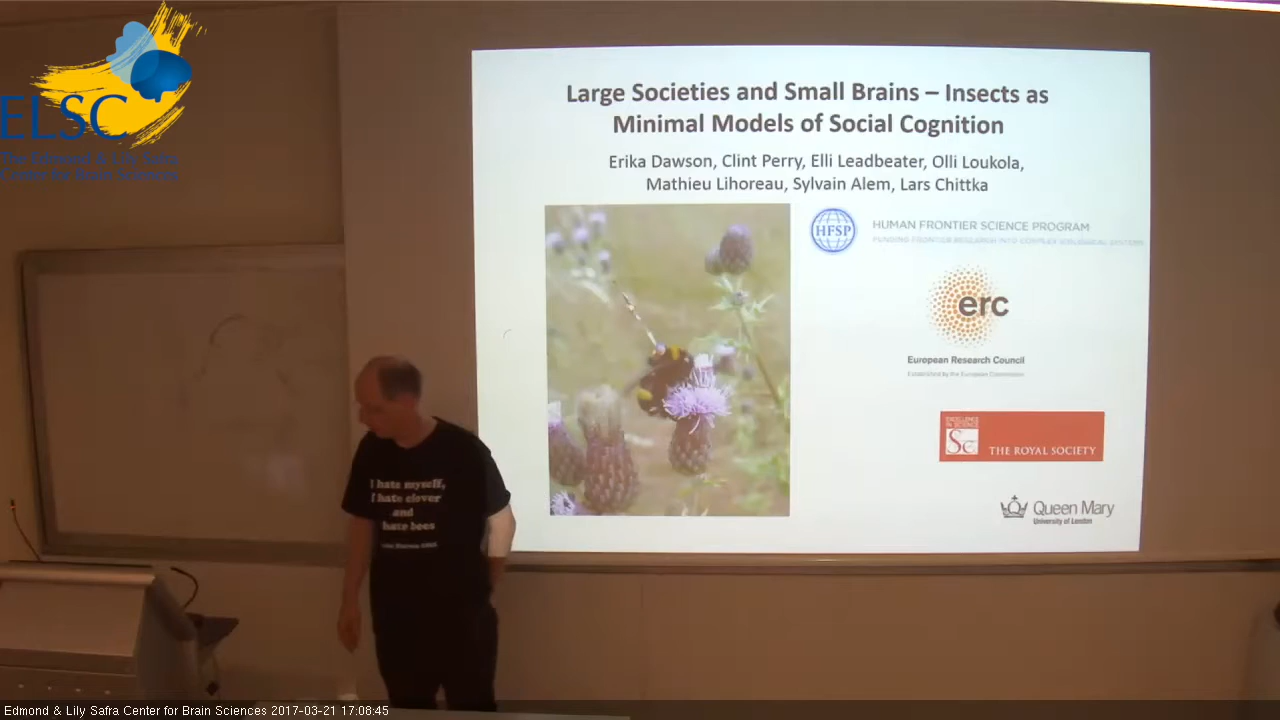 ELSC
The Edmond & Lily Safra
Center for Brain Sciences
Large Societies and Small Brains – Insects as
Minimal Models of Social Cognition
Erika Dawson, Clint Perry, Elli Leadbeater, Olli Loukola,
Mathieu Lihoreau, Sylvain Alem, Lars Chittka
HFSP
HUMAN FRONTIER SCIENCE PROGRAM
FUNDING FRONTIER RESEARCH INTO COMPLEX BIOLOGICAL SYSTEMS
erc
European Research Council
Established by the European Commission
EXCELLENCE
IN SCIENCE
THE ROYAL SOCIETY
Queen Mary
University of London
I hate myself,
I hate clover
and
hate bees
Edmond & Lily Safra Center for Brain Sciences 2017-03-21 17:06:45